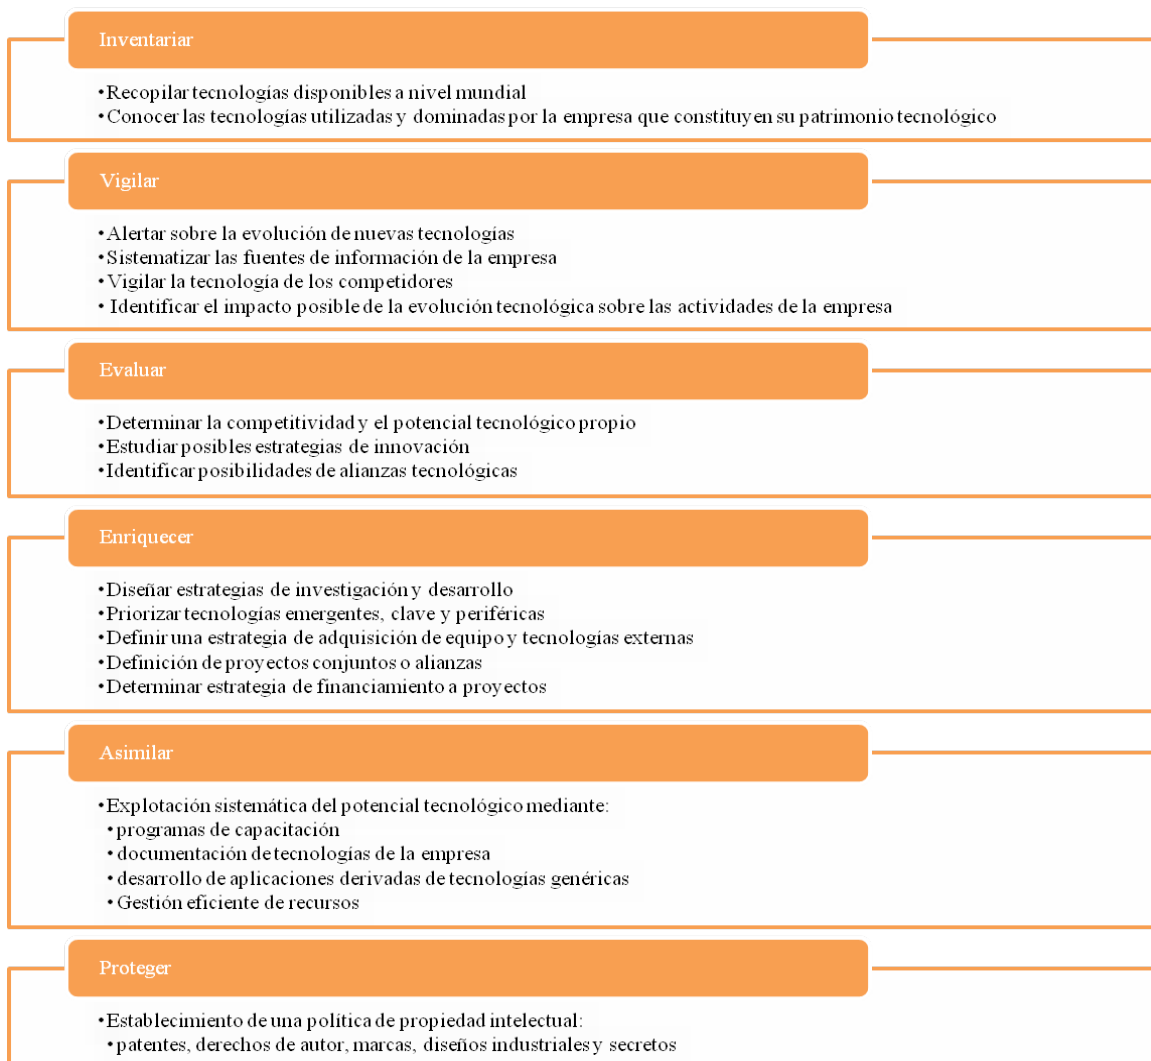 Inventariar
•Recopilar tecnologías disponibles a nivel mundial
•Conocer las tecnologías utilizadas y dominadas por la empresa que constituyen su patrimonio tecnológico
Vigilar
•Alertar sobre la evolución de nuevas tecnologías
•Sistematizar las fuentes de información de la empresa
•Vigilar la tecnología de los competidores
• Identificar el impacto posible de la evolución tecnológica sobre las actividades de la empresa
Evaluar
•Determinar la competitividad y el potencial tecnológico propio
•Estudiar posibles estrategias de innovación
•Identificar posibilidades de alianzas tecnológicas
Enriquecer
•Diseñar estrategias de investigación y desarrollo
•Priorizar tecnologías emergentes, clave y periféricas
•Definir una estrategia de adquisición de equipo y tecnologías externas
•Definición de proyectos conjuntos o alianzas
•Determinar estrategia de financiamiento a proyectos
Asimilar
•Explotación sistemática del potencial tecnológico mediante:
•programas de capacitación
•documentación de tecnologías de la empresa
•desarrollo de aplicaciones derivadas de tecnologías genéricas
•Gestión eficiente de recursos
Proteger
•Establecimiento de una política de propiedad intelectual:
•patentes, derechos de autor, marcas, diseños industriales y secretos